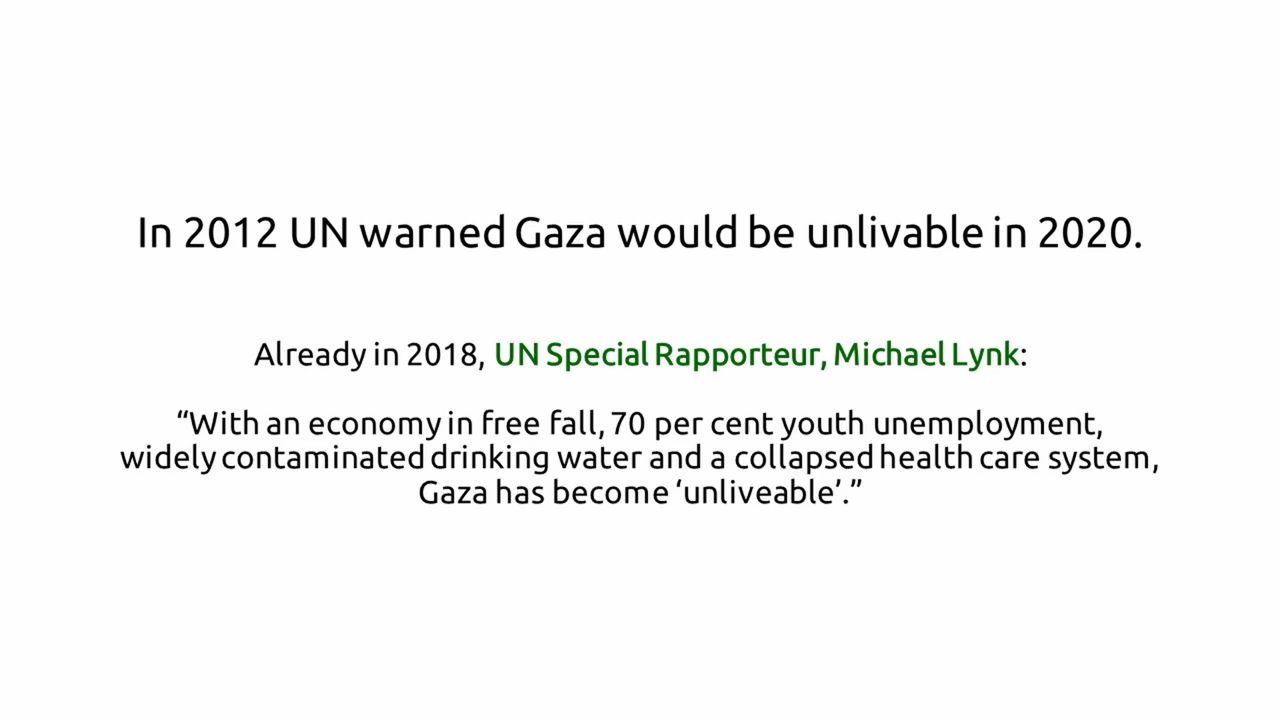 In 2012 UN warned Gaza would be unlivable in 2020.
Already in 2018, UN Special Rapporteur, Michael Lynk:
“With an economy in free fall, 70 per cent youth unemployment,
widely contaminated drinking water and a collapsed health care system,
Gaza has become ‘unliveable’.”